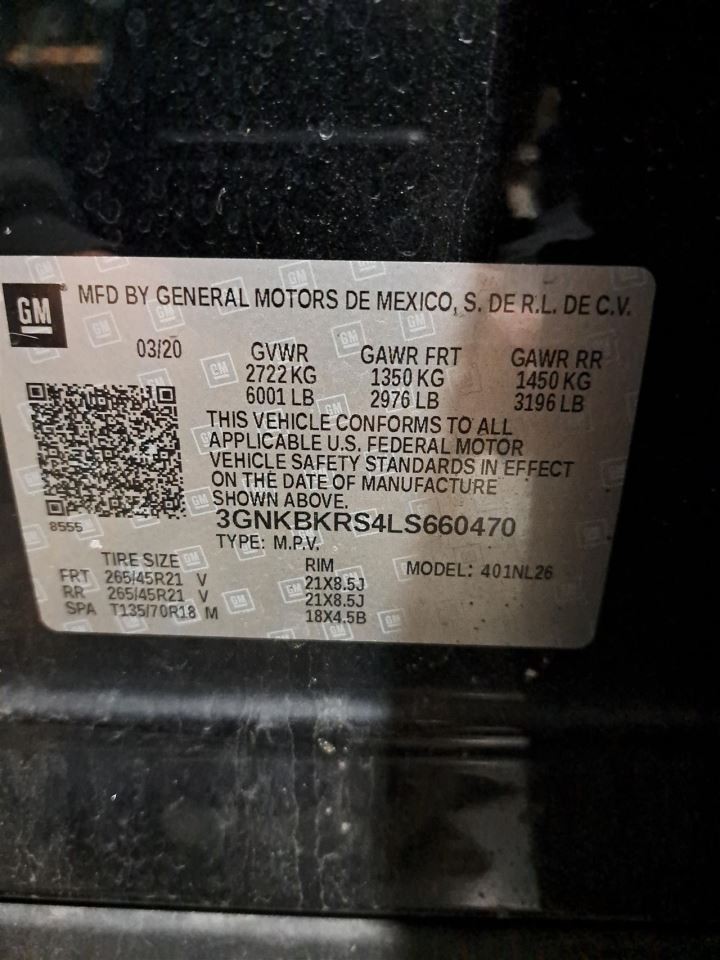 GM
MFD BY GENERAL MOTORS DE MEXICO, S. DE R.L. DE C.V.
03/20 GVWR GAWR FRT GAWR RR
2722 KG 1350 KG 1450 KG
6001 LB 2976 LB 3196 LB
THIS VEHICLE CONFORMS TO ALL
APPLICABLE U.S. FEDERAL MOTOR
VEHICLE SAFETY STANDARDS IN EFFECT
ON THE DATE OF MANUFACTURE
SHOWN ABOVE.
8555
3GNKBKRS4LS660470
TYPE: M.P.V.
TIRE SIZE RIM MODEL: 401NL26
FRT 265/45R21 V 21X8.5J
RR 265/45R21 V 21X8.5J
SPA T135/70R18 M 18X4.5B